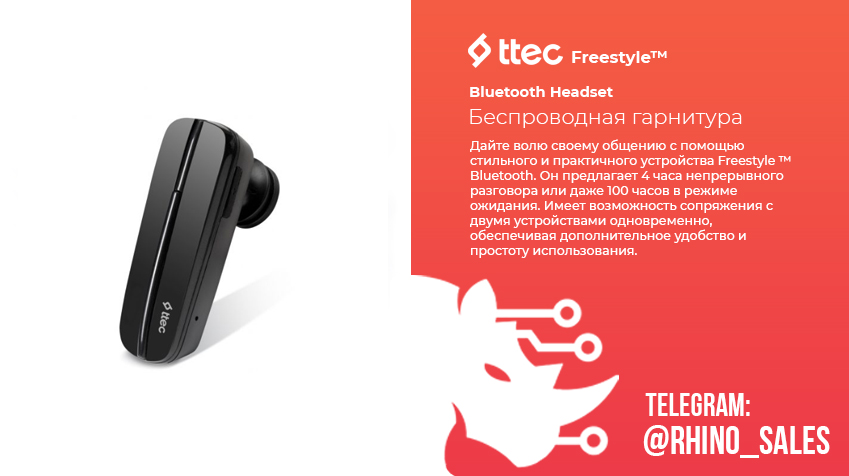 ttec Freestyle™
Bluetooth Headset
Беспроводная гарнитура
Дайте волю своему общению с помощью
стильного и практичного устройства Freestyle ™
Bluetooth. Он предлагает 4 часа непрерывного
разговора или даже 100 часов в режиме
ожидания. Имеет возможность сопряжения с
двумя устройствами одновременно,
обеспечивая дополнительное удобство и
простоту использования.
ttec
TELEGRAM:
@RHINO_SALES